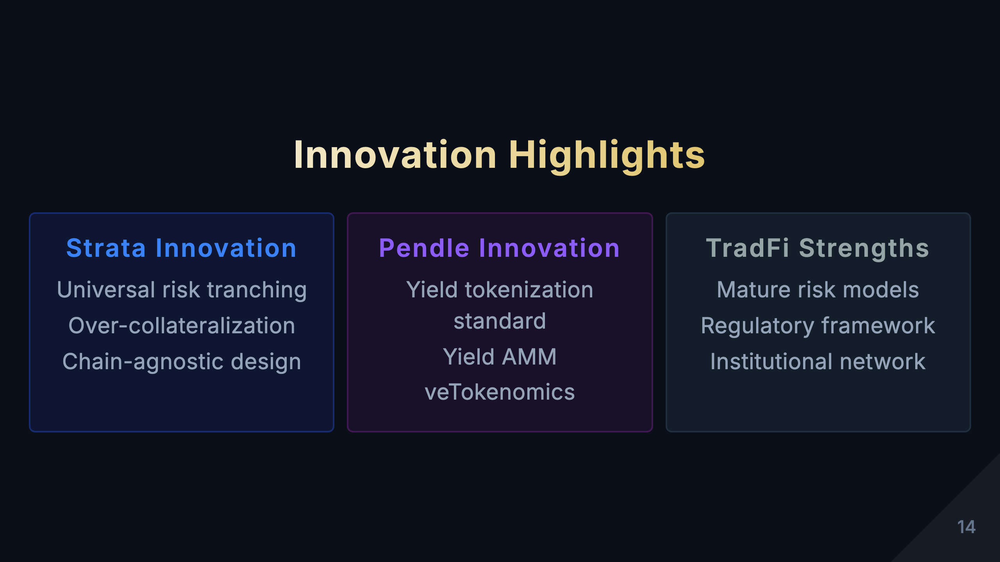 Innovation Highlights
Strata Innovation
Universal risk tranching
Over-collateralization
Chain-agnostic design
Pendle Innovation
Yield tokenization
standard
Yield AMM
veTokenomics
TradFi Strengths
Mature risk models
Regulatory framework
Institutional network
14